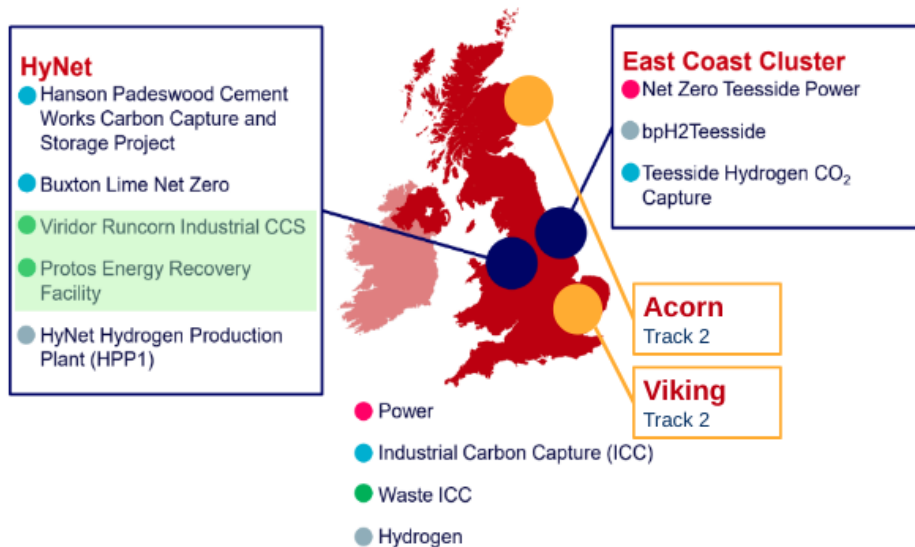 HyNet
Hanson Padeswood Cement
Works Carbon Capture and
Storage Project
Buxton Lime Net Zero
Viridor Runcorn Industrial CCS
Protos Energy Recovery
Facility
HyNet Hydrogen Production
Plant (HPP1)
East Coast Cluster
Net Zero Teesside Power
bpH2Teesside
Teesside Hydrogen CO₂
Capture
Acorn
Track 2
Viking
Track 2
Power
Industrial Carbon Capture (ICC)
Waste ICC
Hydrogen